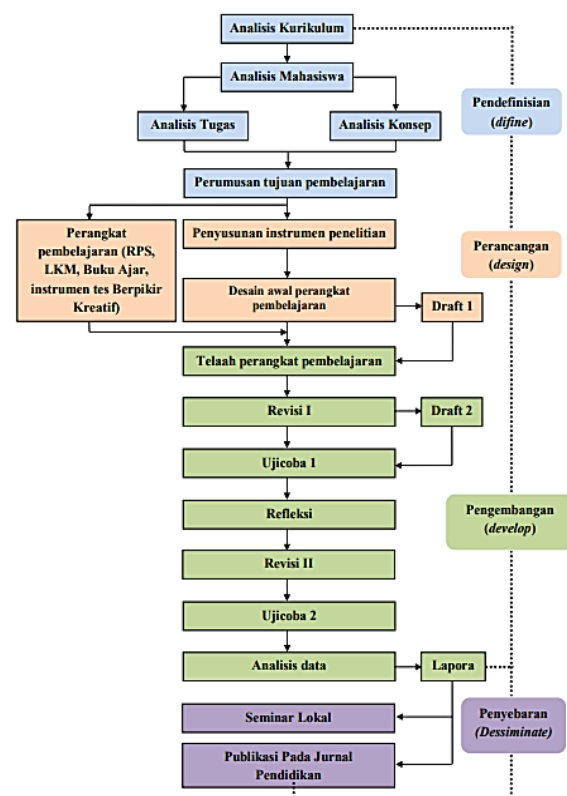 Analisis Kurikulum
Analisis Mahasiswa
Analisis Tugas
Analisis Konsep
Pendefinisian
(difine)
Perumusan tujuan pembelajaran
Perangkat
pembelajaran (RPS,
LKM, Buku Ajar,
instrumen tes Berpikir
Kreatif)
Penyusunan instrumen penelitian
Perancangan
(design)
Desain awal perangkat
pembelajaran
Draft 1
Telaah perangkat pembelajaran
Revisi I
Draft 2
Ujicoba 1
Refleksi
Pengembangan
(develop)
Revisi II
Ujicoba 2
Analisis data
Lapora
Seminar Lokal
Penyebaran
(Dessiminate)
Publikasi Pada Jurnal
Pendidikan